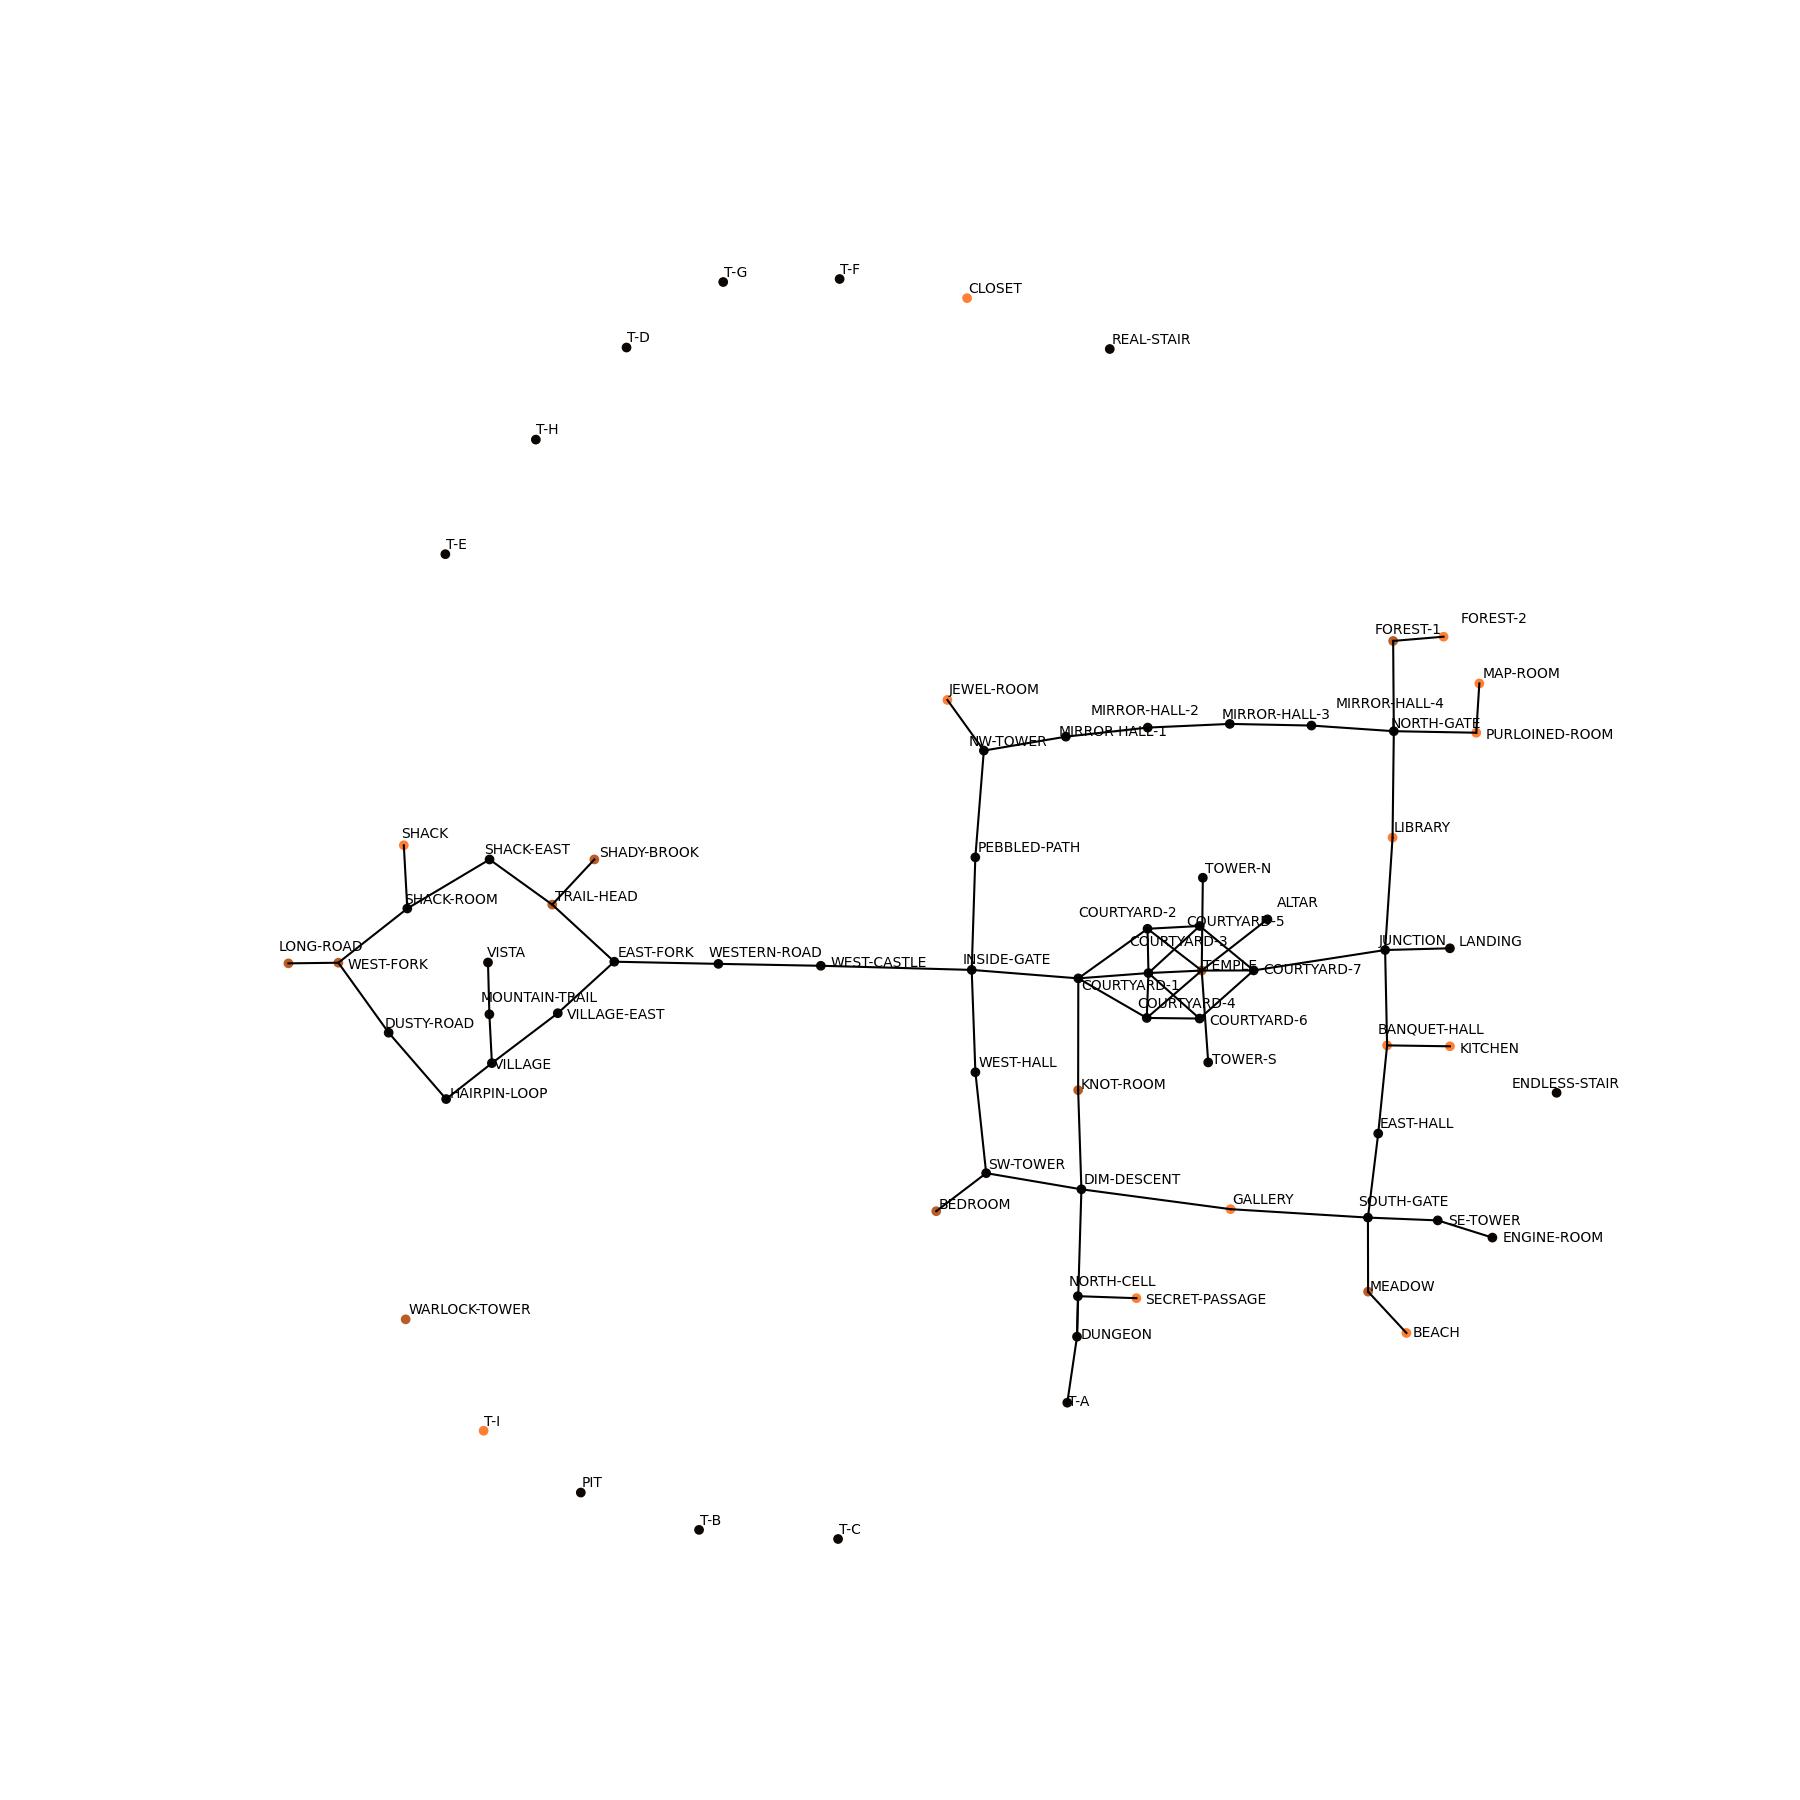 T-G
T-F
CLOSET
T-D
REAL-STAIR
T-H
T-E
FOREST-1
FOREST-2
MAP-ROOM
JEWEL-ROOM
MIRROR-HALL-4
MIRROR-HALL-2
MIRROR-HALL-3
NORTH-GATE
MIRROR-HALL-1
PURLOINED-ROOM
NW-TOWER
LIBRARY
SHACK
SHACK-EAST
SHADY-BROOK
PEBBLED-PATH
TOWER-N
SHACK-ROOM
TRAIL-HEAD
ALTAR
COURTYARD-2
COURTYARD-5
COURTYARD-3
JUNCTION
LANDING
LONG-ROAD
WEST-FORK
VISTA
EAST-FORK
WESTERN-ROAD
WEST-CASTLE
INSIDE-GATE
TEMPLE
COURTYARD-7
COURTYARD-1
MOUNTAIN-TRAIL
COURTYARD-4
VILLAGE-EAST
DUSTY-ROAD
COURTYARD-6
BANQUET-HALL
KITCHEN
VILLAGE
WEST-HALL
TOWER-S
KNOT-ROOM
ENDLESS-STAIR
HAIRPIN-LOOP
EAST-HALL
SW-TOWER
DIM-DESCENT
BEDROOM
GALLERY
SOUTH-GATE
SE-TOWER
ENGINE-ROOM
NORTH-CELL
SECRET-PASSAGE
MEADOW
WARLOCK-TOWER
DUNGEON
BEACH
T-A
T-I
PIT
T-B
T-C